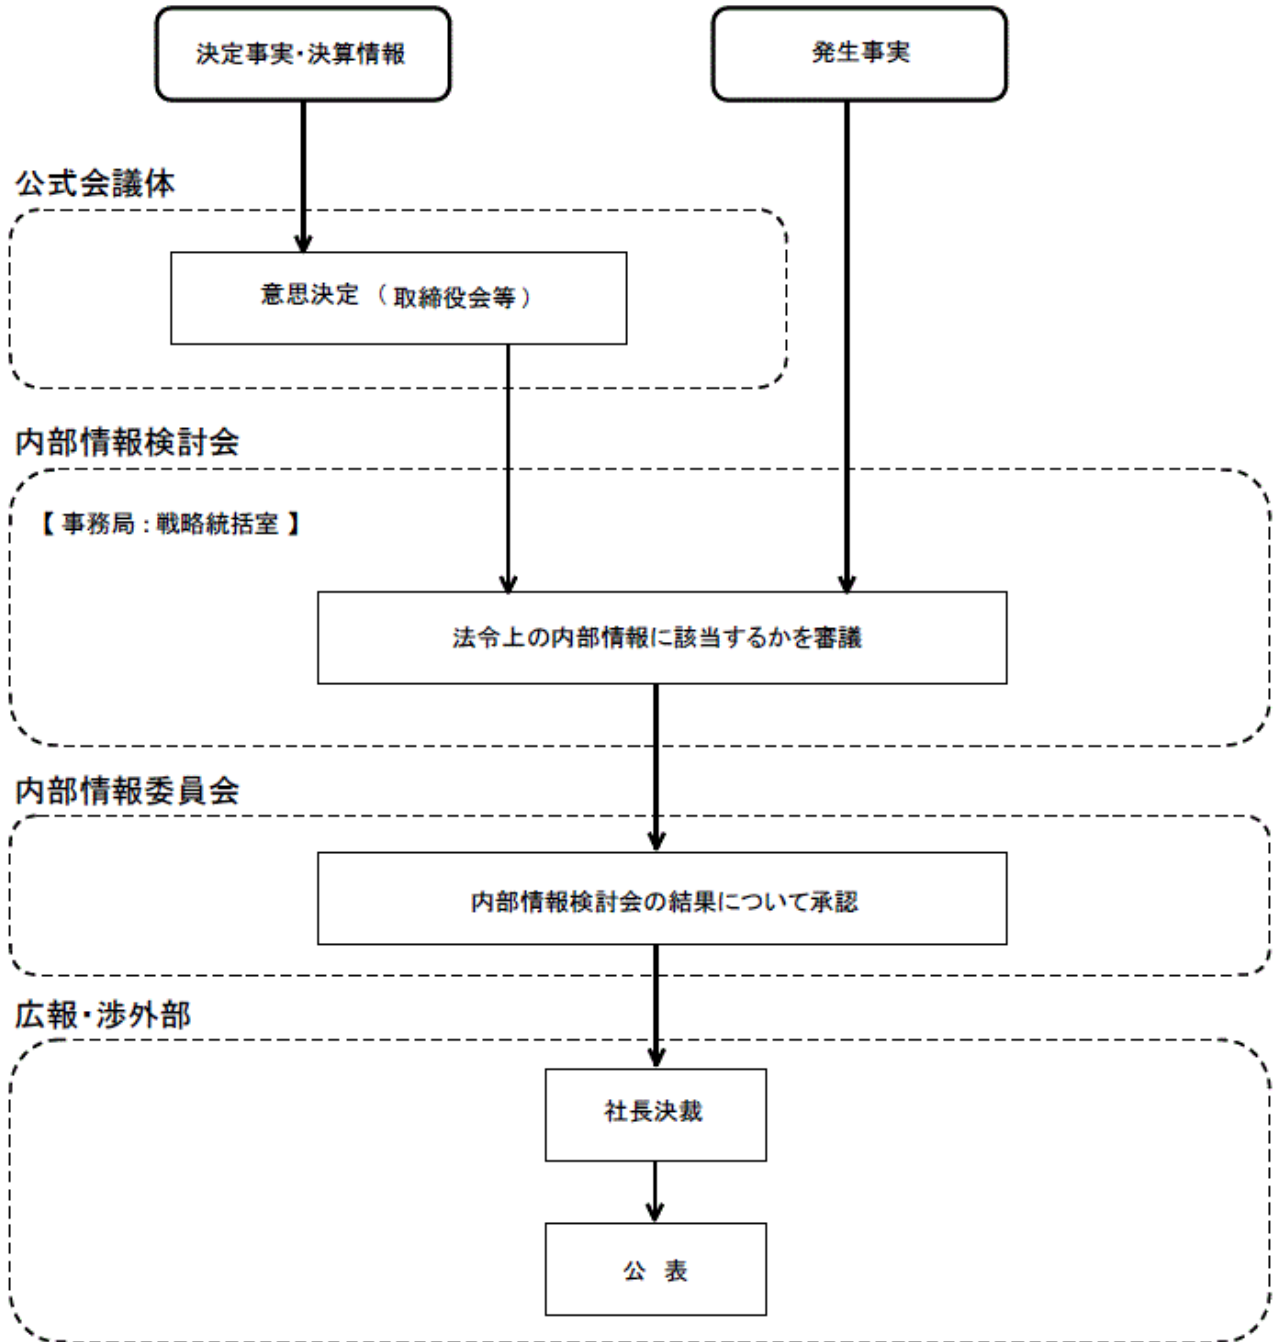 決定事実・決算情報
発生事実
公式会議体
意思決定（取締役会等）
内部情報検討会
【 事務局：戦略統括室 】
法令上の内部情報に該当するかを審議
内部情報委員会
内部情報検討会の結果について承認
広報・渉外部
社長決裁
公 表